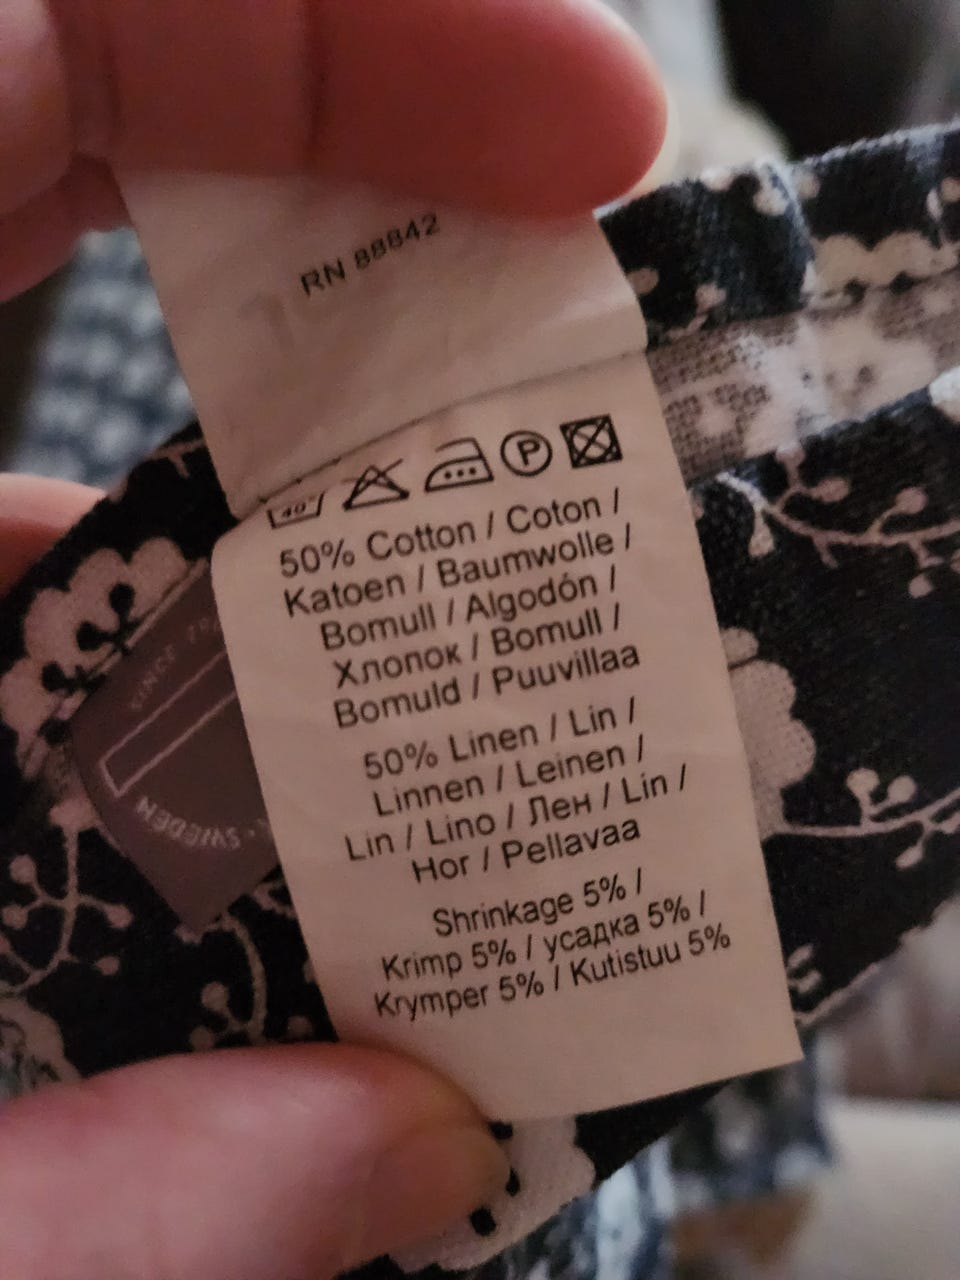 RN 88842
40°
P
50% Cotton / Coton /
Katoen / Baumwolle /
Bomull / Algodón /
Хлопок / Bomull /
Bomuld / Puuvillaa
50% Linen / Lin /
Linnen / Leinen /
Lin / Lino / Лен / Lin /
Hor / Pellavaa
Shrinkage 5% /
Krimp 5% / усадка 5% /
Krymper 5% / Kutistuu 5%
SINCE
SWEDEN